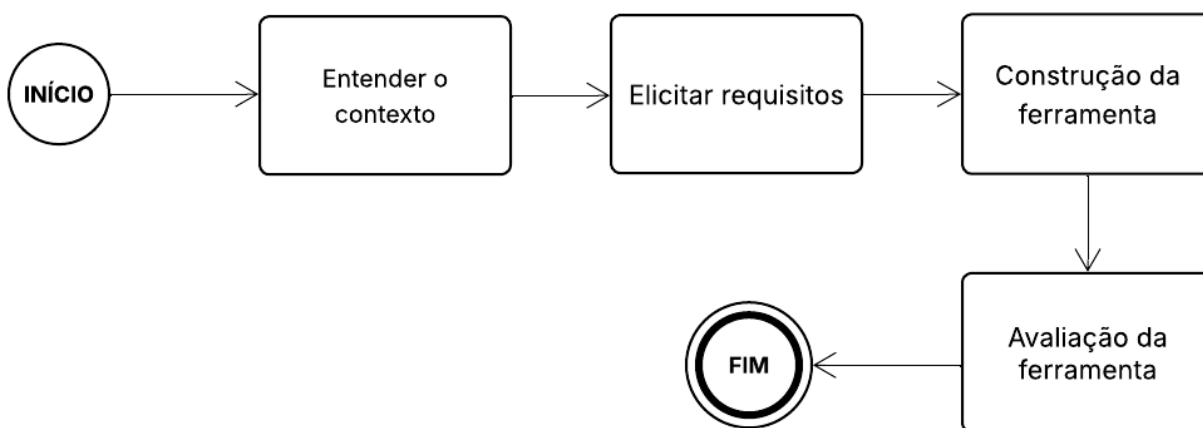 INÍCIO
Entender o
contexto
Elicitar requisitos
Construção da
ferramenta
Avaliação da
ferramenta
FIM